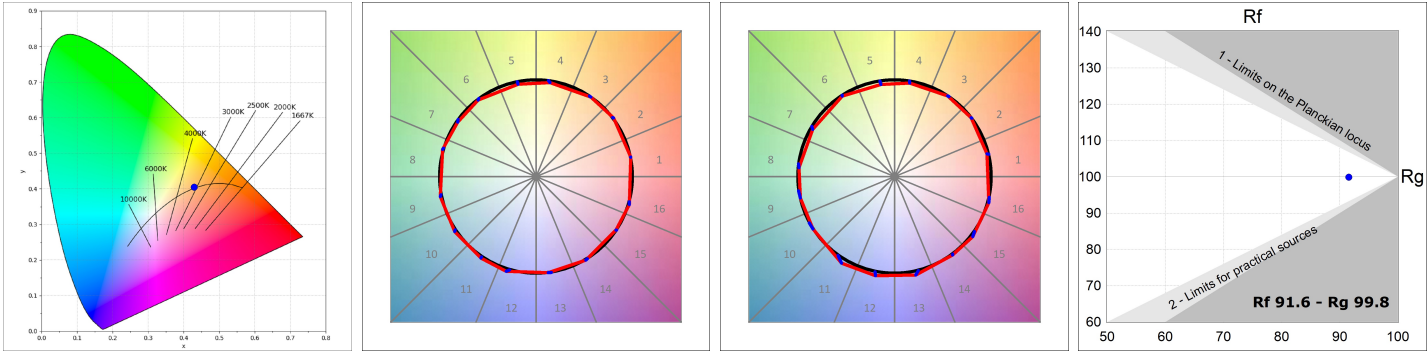 0.9
0.8
0.7
0.6
0.5
0.4
0.3
0.2
0.1
0.0
y
0.0 0.1 0.2 0.3 0.4 0.5 0.6 0.7 0.8
x
2500K
2000K
3000K
1667K
4000K
6000K
10000K
5 4
6 3
7 2
8 1
9 16
10 15
11 14
12 13
5 4
6 3
7 2
8 1
9 16
10 15
11 14
12 13
Rf
140
130
120
110
100
90
80
70
60
Rg
1 - Limits on the Planckian locus
2 - Limits for practical sources
Rf 91.6 - Rg 99.8
50 60 70 80 90 100